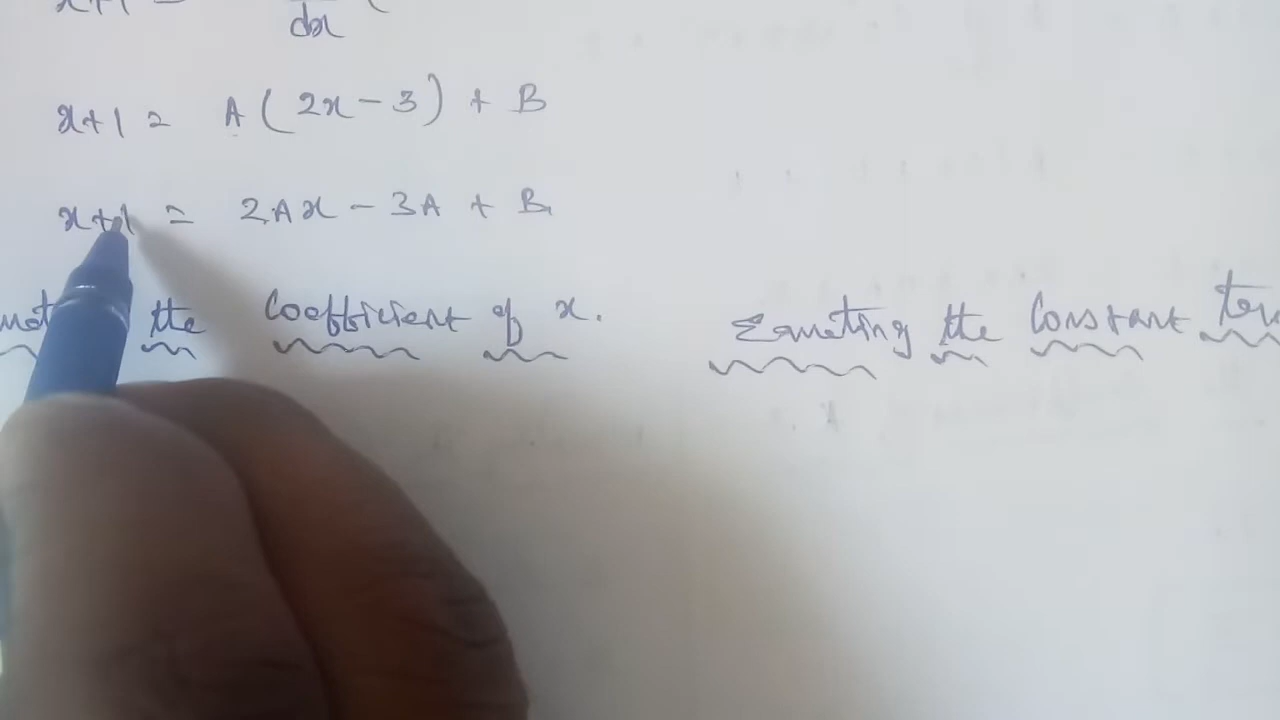 dx
x+1 = A(2x-3) + B
x+1 = 2Ax - 3A + B
the Coefficient of x. Equating the Constant